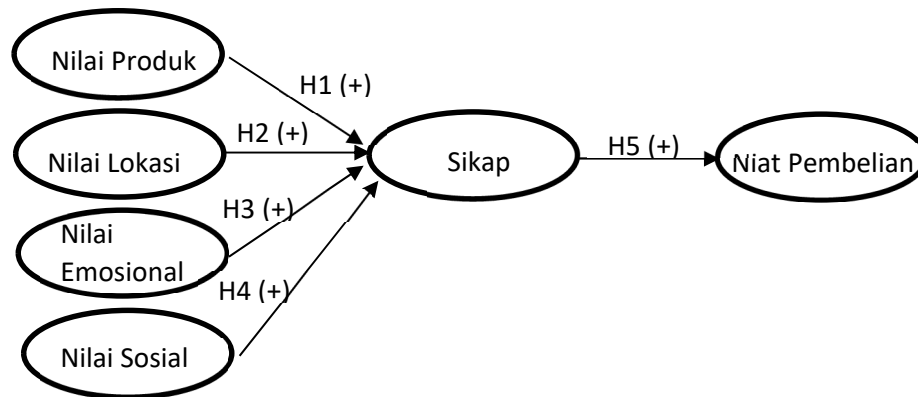 Nilai Produk
H1 (+)
Nilai Lokasi
H2 (+)
Sikap
H5 (+)
Niat Pembelian
H3 (+)
Nilai
Emosional
H4 (+)
Nilai Sosial